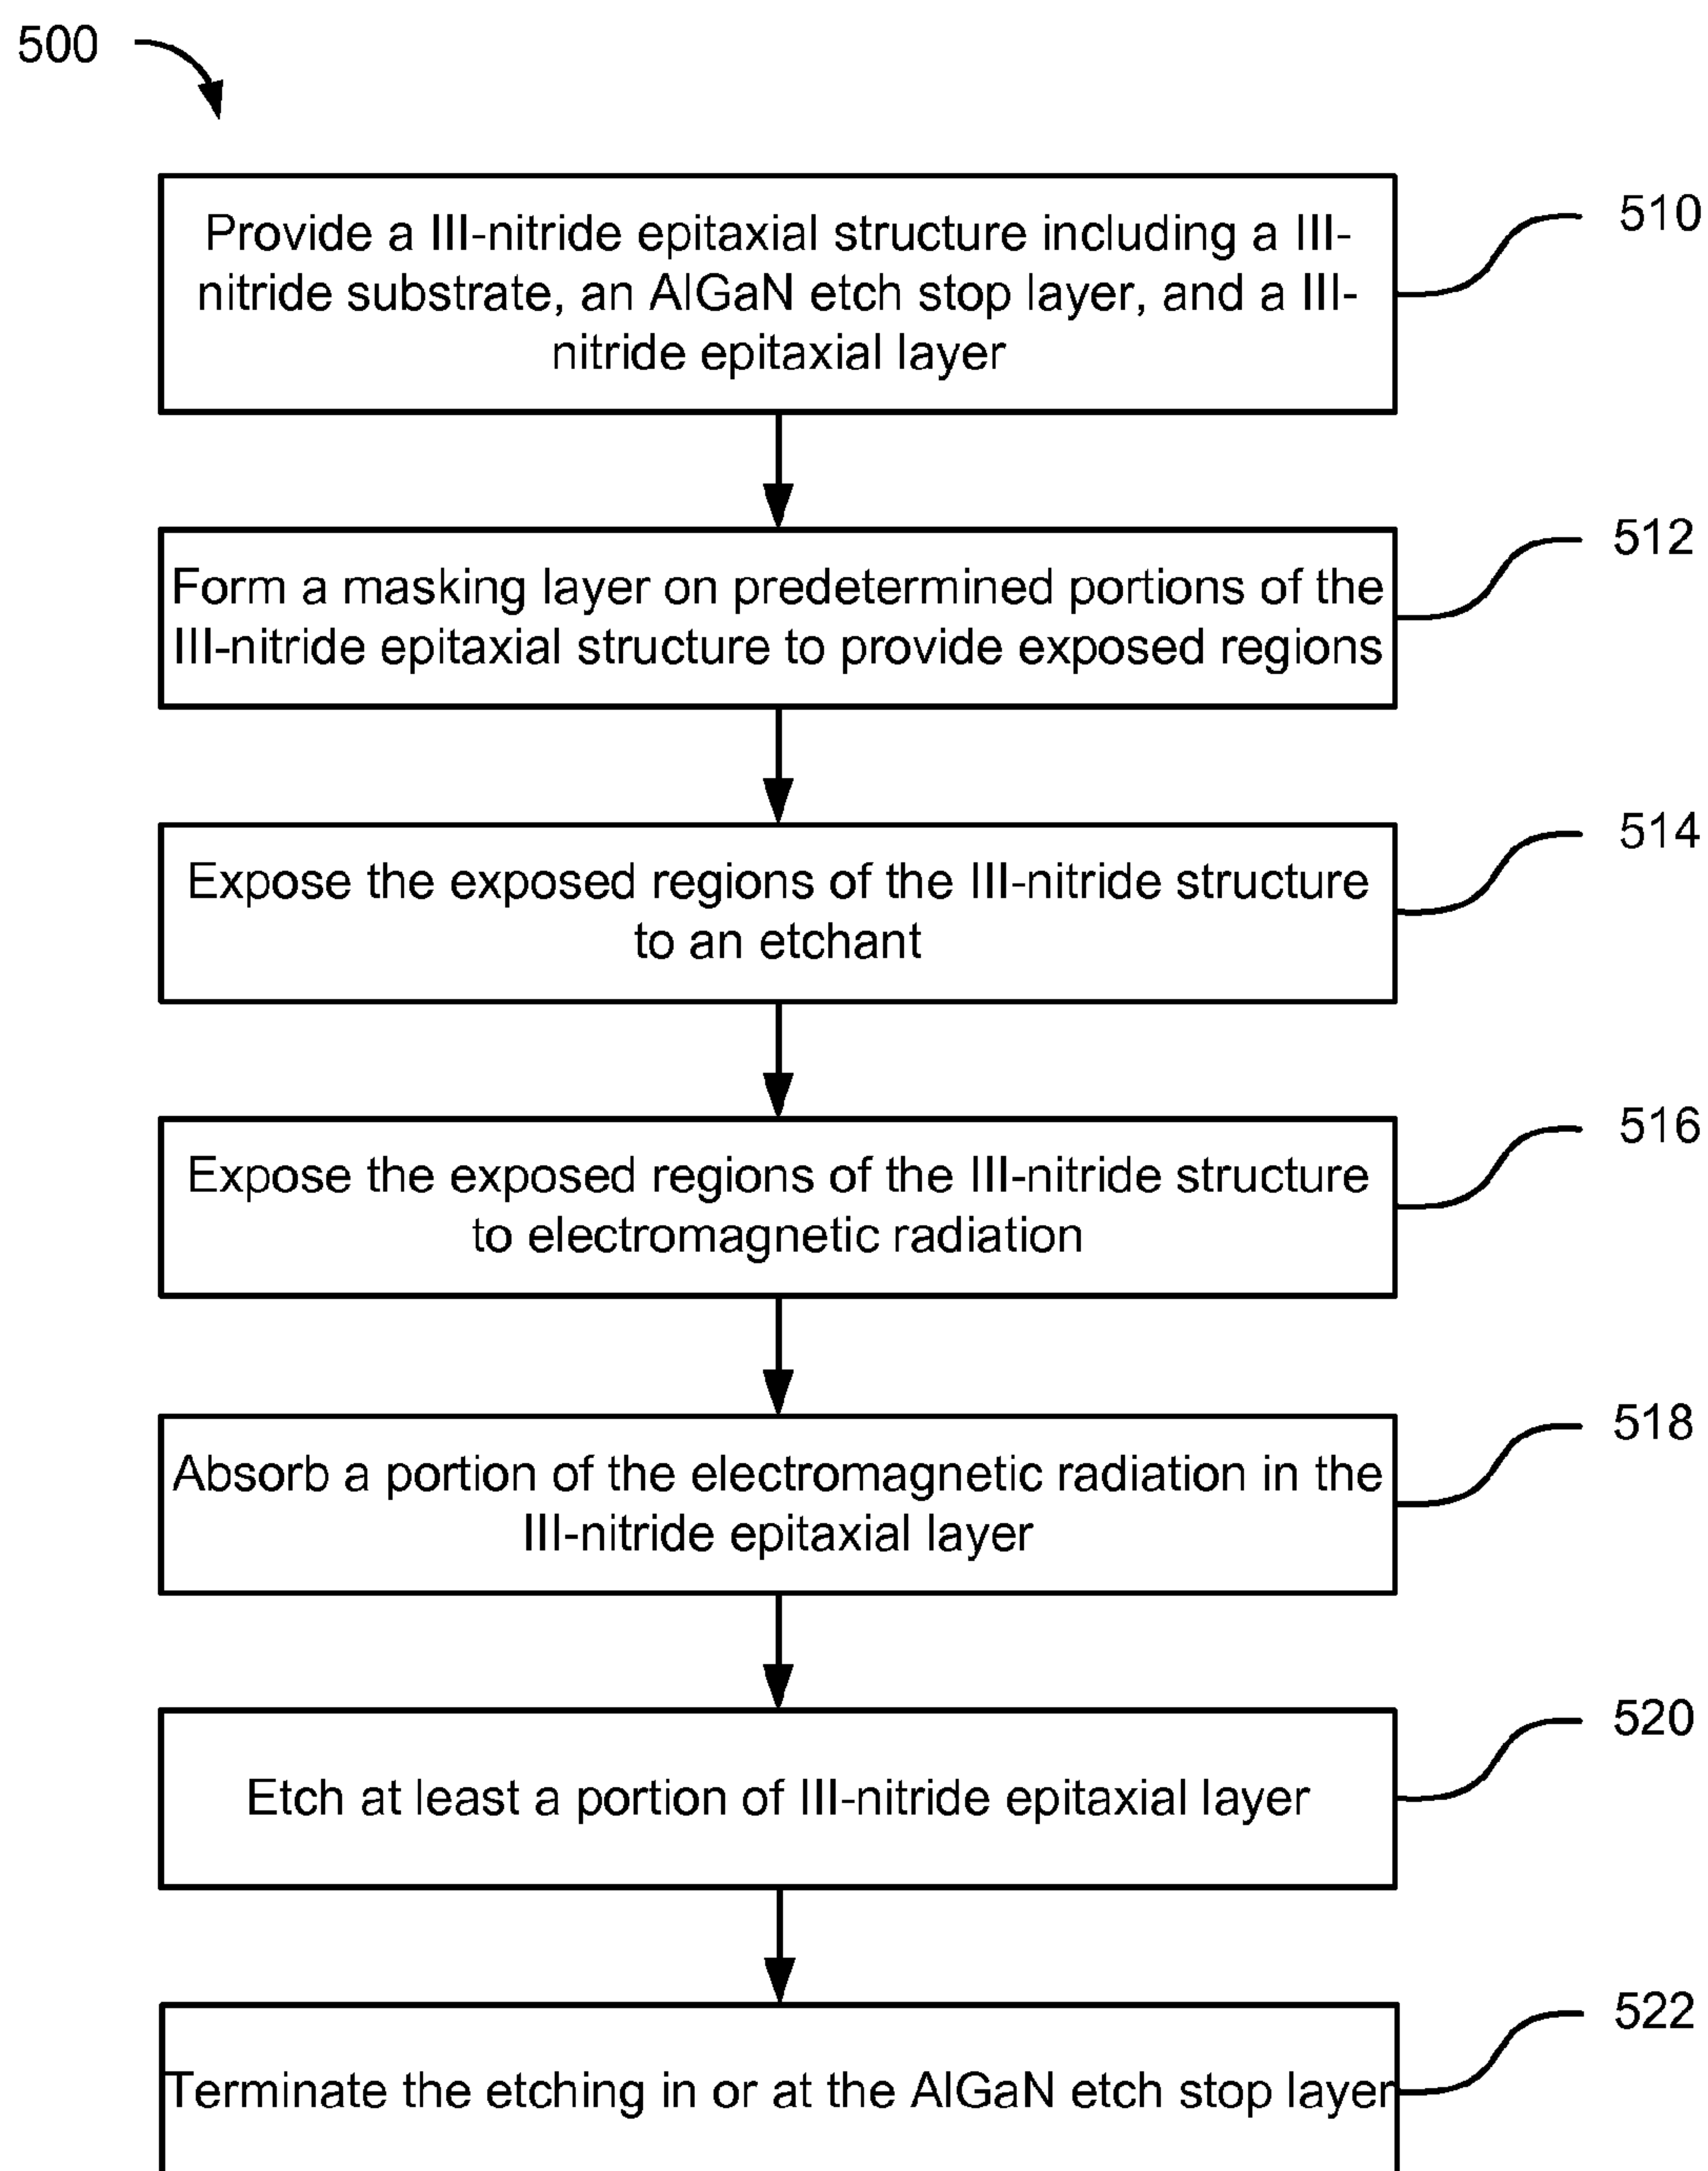 500
Provide a III-nitride epitaxial structure including a III-
nitride substrate, an AlGaN etch stop layer, and a III-
nitride epitaxial layer
510
Form a masking layer on predetermined portions of the
III-nitride epitaxial structure to provide exposed regions
512
Expose the exposed regions of the III-nitride structure
to an etchant
514
Expose the exposed regions of the III-nitride structure
to electromagnetic radiation
516
Absorb a portion of the electromagnetic radiation in the
III-nitride epitaxial layer
518
Etch at least a portion of III-nitride epitaxial layer
520
Terminate the etching in or at the AlGaN etch stop layer
522